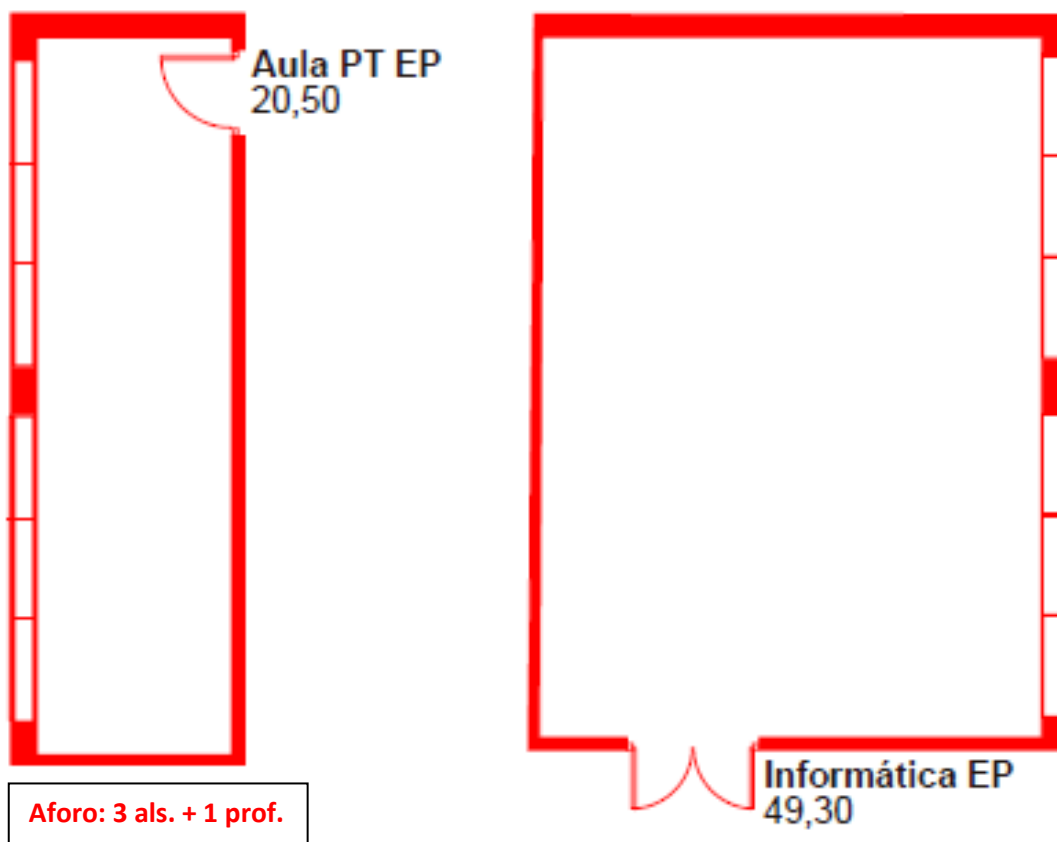 Aula PT EP
20,50
Informática EP
49,30
Aforo: 3 als. + 1 prof.